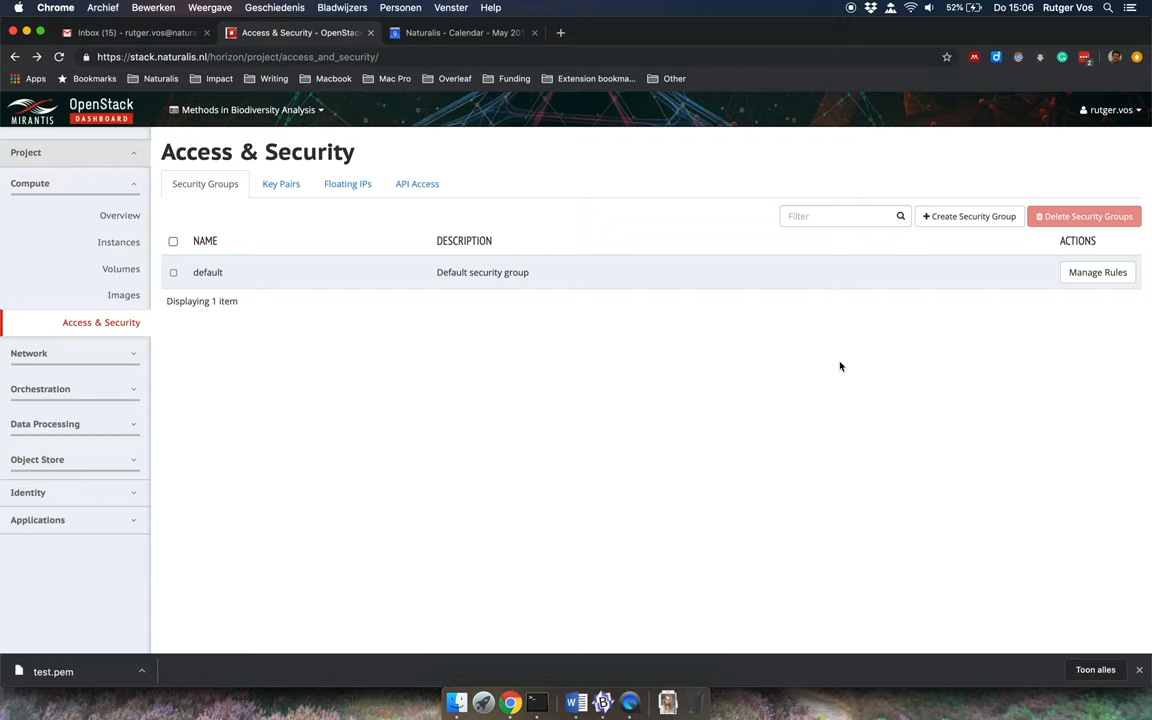 Chrome Archief Bewerken Weergave Geschiedenis Bladwijzers Personen Venster Help 52% Do 15:06 Rutger Vos
Inbox (15) - rutger.vos@natura Access & Security - OpenStac Naturalis - Calendar - May 201
https://stack.naturalis.nl/horizon/project/access_and_security/
2
Apps Bookmarks Naturalis Impact Writing Macbook Mac Pro Overleaf Funding Extension bookma... Other
MIRANTIS OpenStack DASHBOARD Methods in Biodiversity Analysis rutger.vos
Project
Compute
Overview
Instances
Volumes
Images
Access & Security
Network
Orchestration
Data Processing
Object Store
Identity
Applications
Access & Security
Security Groups Key Pairs Floating IPs API Access
Filter + Create Security Group Delete Security Groups
NAME DESCRIPTION ACTIONS
default Default security group Manage Rules
Displaying 1 item
test.pem Toon alles